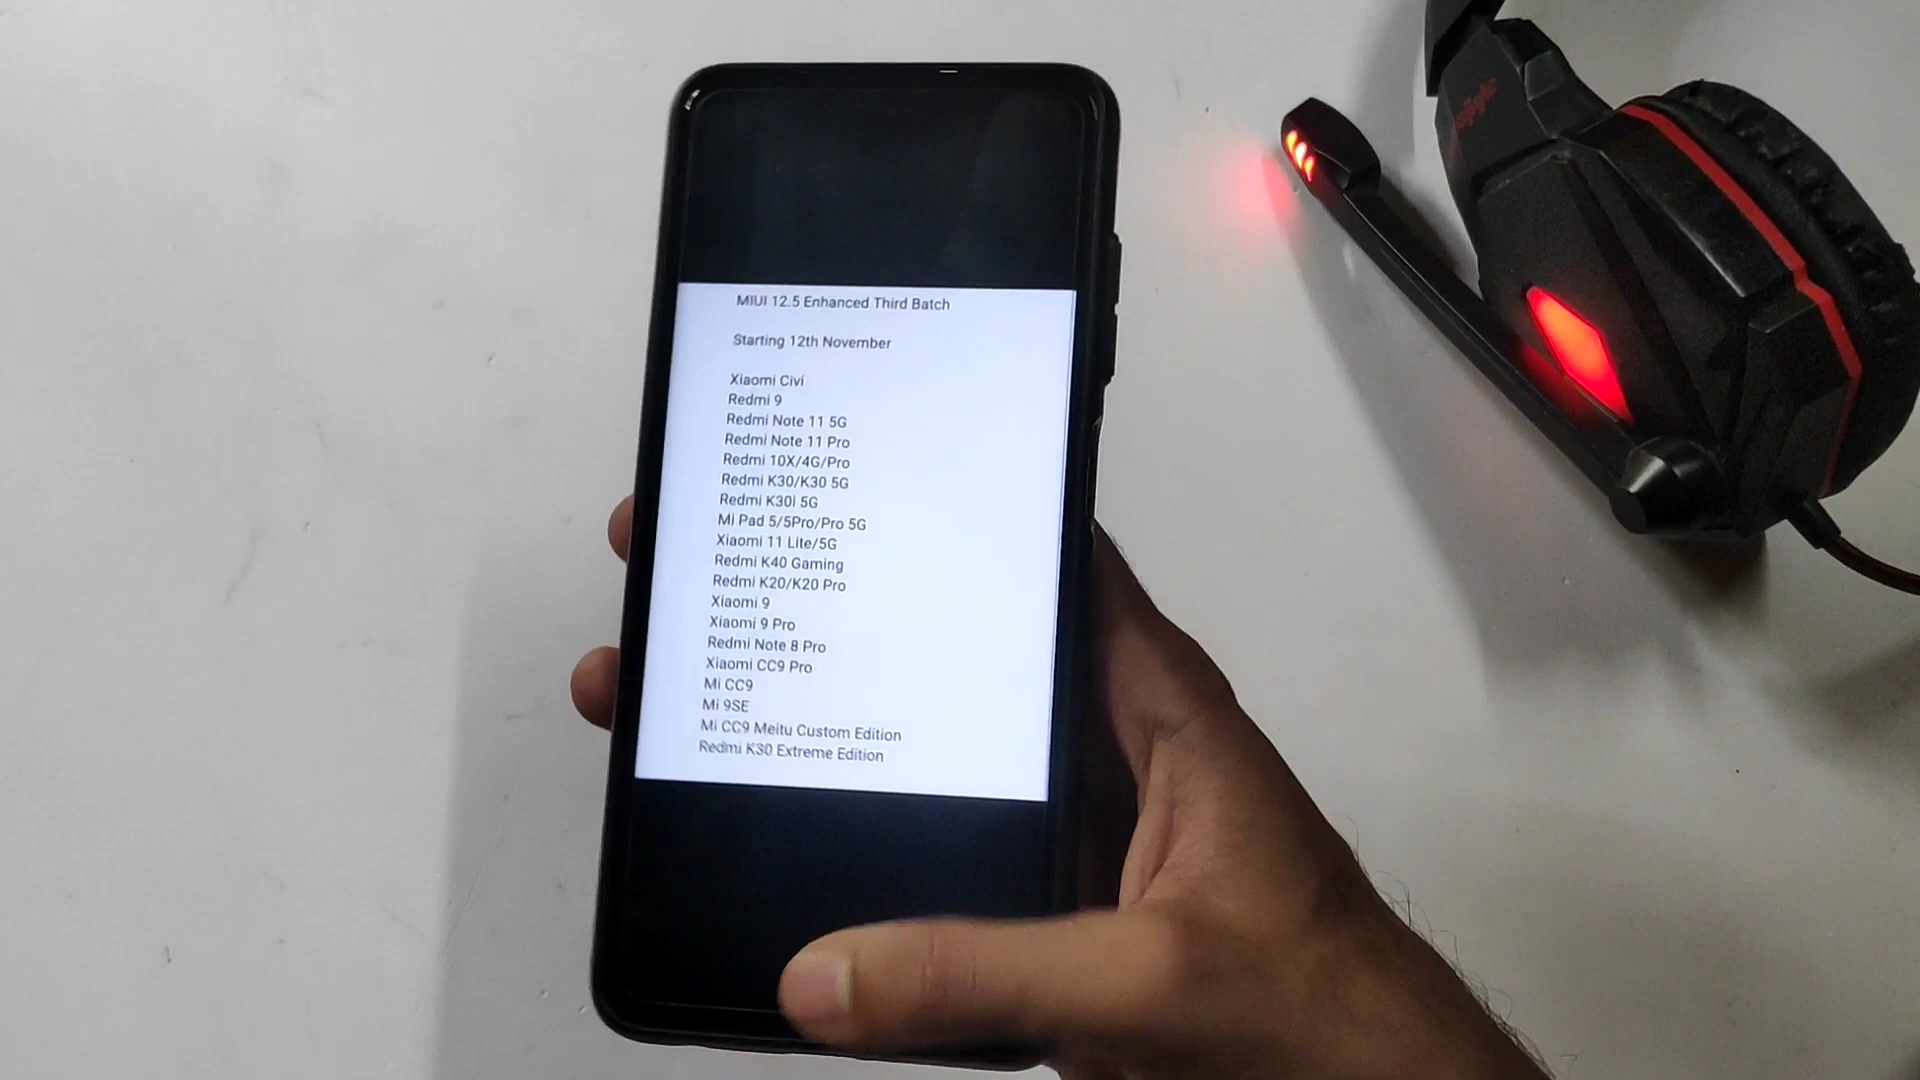 MIUI 12.5 Enhanced Third Batch
Starting 12th November
Xiaomi Civi
Redmi 9
Redmi Note 11 5G
Redmi Note 11 Pro
Redmi 10X/4G/Pro
Redmi K30/K30 5G
Redmi K30i 5G
Mi Pad 5/5Pro/Pro 5G
Xiaomi 11 Lite/5G
Redmi K40 Gaming
Redmi K20/K20 Pro
Xiaomi 9
Xiaomi 9 Pro
Redmi Note 8 Pro
Xiaomi CC9 Pro
Mi CC9
Mi 9SE
Mi CC9 Meitu Custom Edition
Redmi K30 Extreme Edition